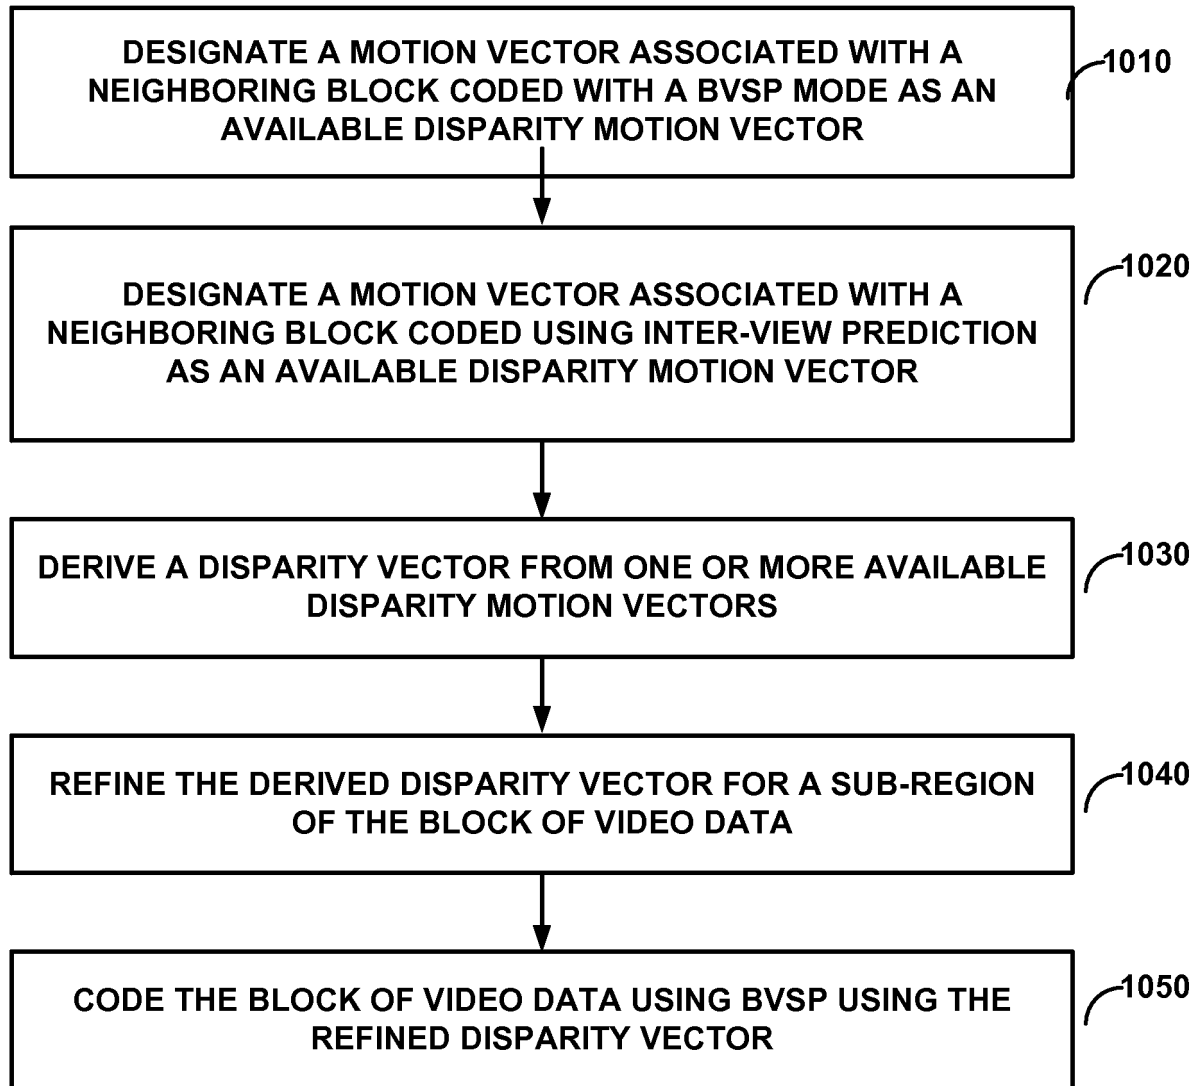 DESIGNATE A MOTION VECTOR ASSOCIATED WITH A
NEIGHBORING BLOCK CODED WITH A BVSP MODE AS AN
AVAILABLE DISPARITY MOTION VECTOR
1010
DESIGNATE A MOTION VECTOR ASSOCIATED WITH A
NEIGHBORING BLOCK CODED USING INTER-VIEW PREDICTION
AS AN AVAILABLE DISPARITY MOTION VECTOR
1020
DERIVE A DISPARITY VECTOR FROM ONE OR MORE AVAILABLE
DISPARITY MOTION VECTORS
1030
REFINE THE DERIVED DISPARITY VECTOR FOR A SUB-REGION
OF THE BLOCK OF VIDEO DATA
1040
CODE THE BLOCK OF VIDEO DATA USING BVSP USING THE
REFINED DISPARITY VECTOR
1050